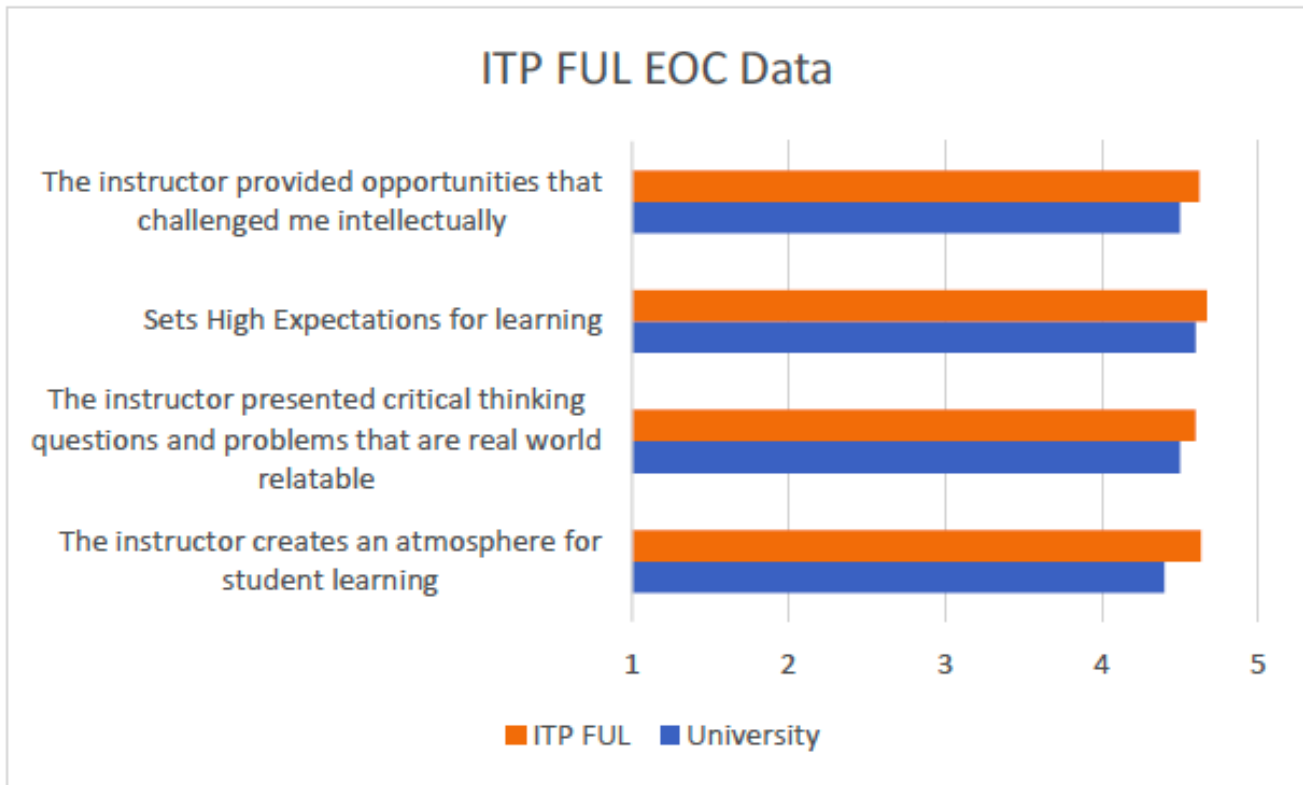 ITP FUL EOC Data
The instructor provided opportunities that
challenged me intellectually
Sets High Expectations for learning
The instructor presented critical thinking
questions and problems that are real world
relatable
The instructor creates an atmosphere for
student learning
1 2 3 4 5
ITP FUL University